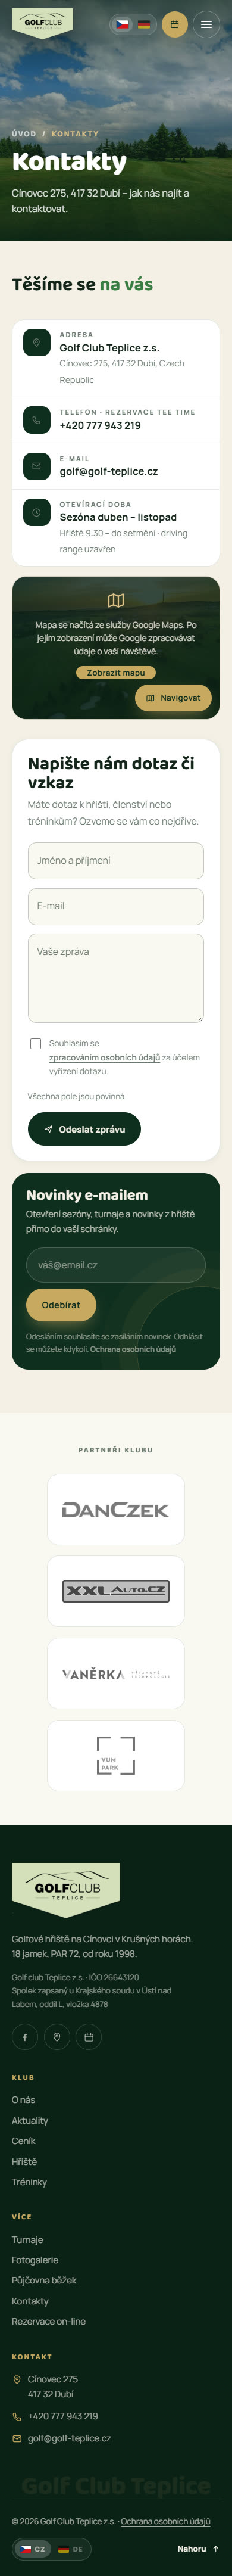 GOLFCLUB
TEPLICE
ÚVOD / KONTAKTY
Kontakty
Cínovec 275, 417 32 Dubí – jak nás najít a
kontaktovat.
Těšíme se na vás
ADRESA
Golf Club Teplice z.s.
Cínovec 275, 417 32 Dubí, Czech
Republic
TELEFON · REZERVACE TEE TIME
+420 777 943 219
E-MAIL
golf@golf-teplice.cz
OTEVÍRACÍ DOBA
Sezóna duben – listopad
Hřiště 9:30 – do setmění · driving
range uzavřen
Mapa se načítá ze služby Google Maps. Po
jejím zobrazení může Google zpracovávat
údaje o vaší návštěvě.
Zobrazit mapu
Navigovat
Napište nám dotaz či
vzkaz
Máte dotaz k hřišti, členství nebo
tréninkům? Ozveme se vám co nejdříve.
Jméno a příjmení
E-mail
Vaše zpráva
Souhlasím se
zpracováním osobních údajů za účelem
vyřízení dotazu.
Všechna pole jsou povinná.
Odeslat zprávu
Novinky e-mailem
Otevření sezóny, turnaje a novinky z hřiště
přímo do vaší schránky.
váš@email.cz
Odebírat
Odesláním souhlasíte se zasíláním novinek. Odhlásit
se můžete kdykoli. Ochrana osobních údajů
PARTNEŘI KLUBU
DANCZEK
XXLAUTO.CZ
VANĚRKA
VUM
PARK
GOLFCLUB
TEPLICE
Golfové hřiště na Cínovci v Krušných horách.
18 jamek, PAR 72, od roku 1998.
Golf club Teplice z.s. · IČO 26643120
Spolek zapsaný u Krajského soudu v Ústí nad
Labem, oddíl L, vložka 4878
KLUB
O nás
Aktuality
Ceník
Hřiště
Tréninky
VÍCE
Turnaje
Fotogalerie
Půjčovna běžek
Kontakty
Rezervace on-line
KONTAKT
Cínovec 275
417 32 Dubí
+420 777 943 219
golf@golf-teplice.cz
Golf Club Teplice
© 2026 Golf Club Teplice z.s. · Ochrana osobních údajů
CZ DE
Nahoru